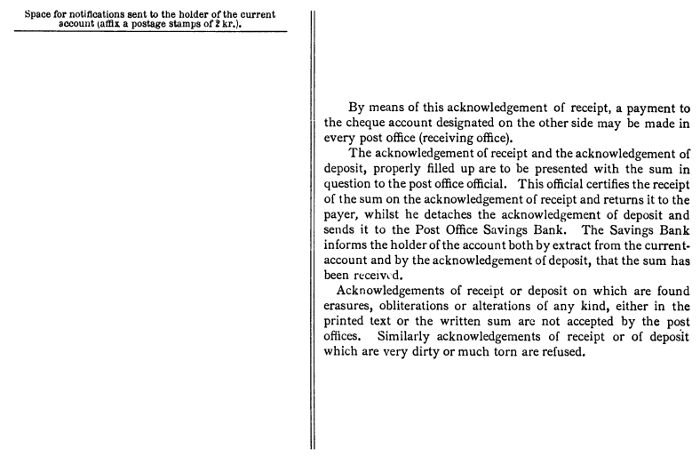 Space for notifications sent to the holder of the current
account (affix a postage stamps of 2 kr.).
By means of this acknowledgement of receipt, a payment to
the cheque account designated on the other side may be made in
every post office (receiving office).
The acknowledgement of receipt and the acknowledgement of
deposit, properly filled up are to be presented with the sum in
question to the post office official. This official certifies the receipt
of the sum on the acknowledgement of receipt and returns it to the
payer, whilst he detaches the acknowledgement of deposit and
sends it to the Post Office Savings Bank. The Savings Bank
informs the holder of the account both by extract from the current-
account and by the acknowledgement of deposit, that the sum has
been received.
Acknowledgements of receipt or deposit on which are found
erasures, obliterations or alterations of any kind, either in the
printed text or the written sum are not accepted by the post
offices. Similarly acknowledgements of receipt or of deposit
which are very dirty or much torn are refused.